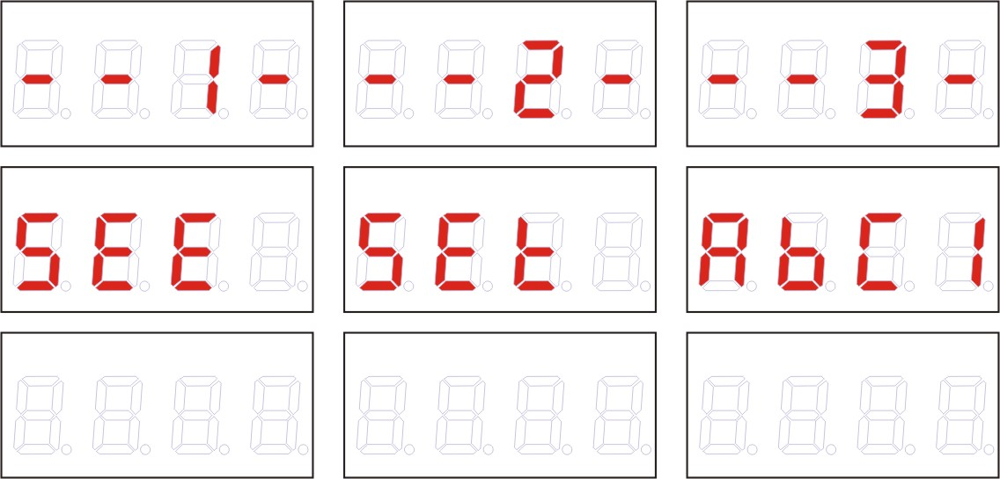 --1- --2- --3-
SEE SEt AbC1